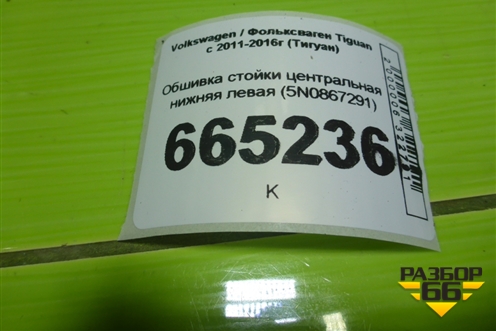 Volkswagen / Фольксваген Tiguan
с 2011-2016г (Тигуан)
Обшивка стойки центральная
нижняя левая (5N0867291)
665236
К
РАЗБОР
66